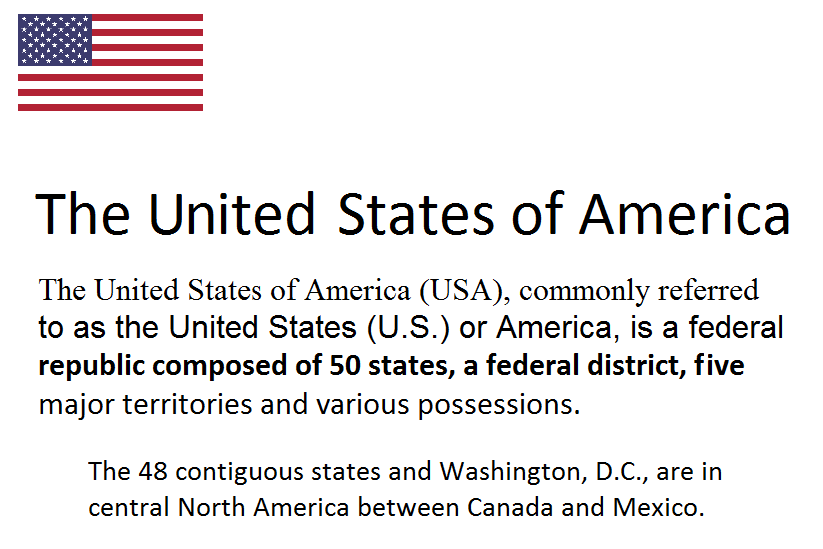 The United States of America
The United States of America (USA), commonly referred
to as the United States (U.S.) or America, is a federal
republic composed of 50 states, a federal district, five
major territories and various possessions.
The 48 contiguous states and Washington, D.C., are in
central North America between Canada and Mexico.